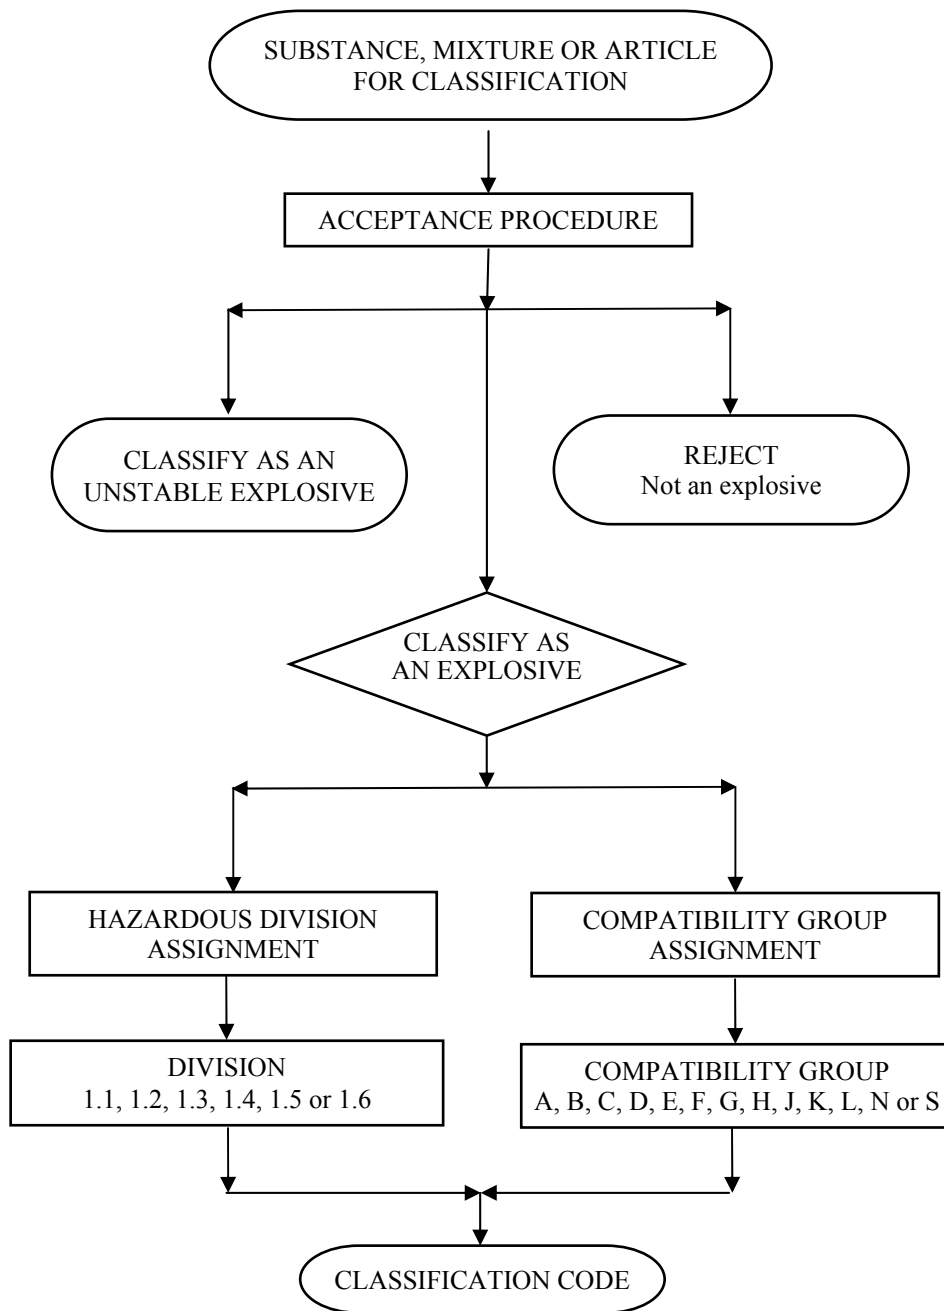 SUBSTANCE, MIXTURE OR ARTICLE
FOR CLASSIFICATION
ACCEPTANCE PROCEDURE
CLASSIFY AS AN
UNSTABLE EXPLOSIVE
REJECT
Not an explosive
CLASSIFY AS
AN EXPLOSIVE
HAZARDOUS DIVISION
ASSIGNMENT
COMPATIBILITY GROUP
ASSIGNMENT
DIVISION
1.1, 1.2, 1.3, 1.4, 1.5 or 1.6
COMPATIBILITY GROUP
A, B, C, D, E, F, G, H, J, K, L, N or S
CLASSIFICATION CODE